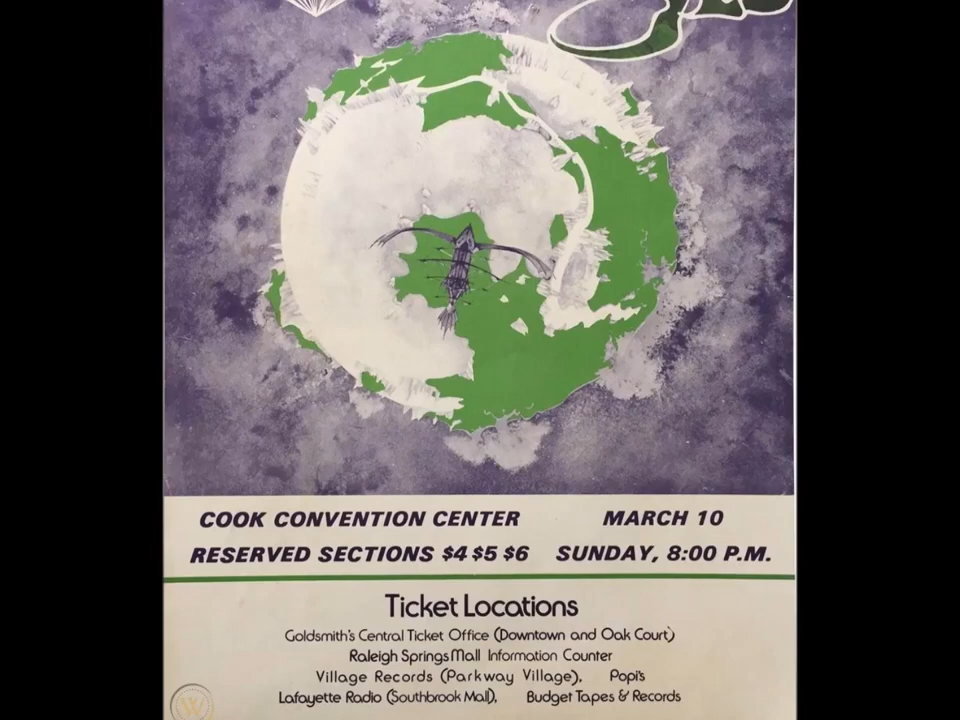 COOK CONVENTION CENTER MARCH 10
RESERVED SECTIONS $4 $5 $6 SUNDAY, 8:00 P.M.
Ticket Locations
Goldsmith's Central Ticket Office (Downtown and Oak Court)
Raleigh Springs Mall Information Counter
Village Records (Parkway Village), Popi's
Lafayette Radio (Southbrook Mall), Budget Tapes & Records
W